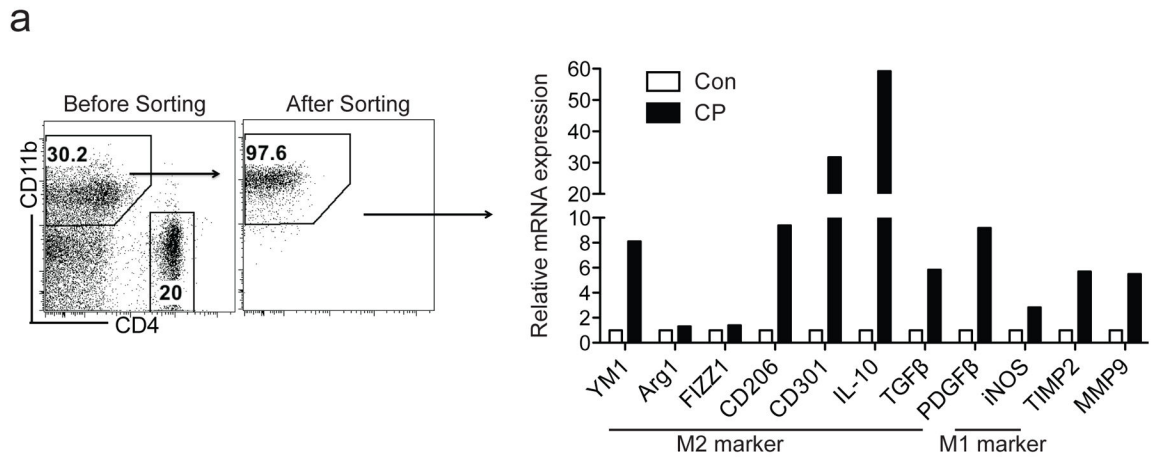 a
Before Sorting
After Sorting
30.2
97.6
20
CD11b
CD4
Relative mRNA expression
60
50
40
30
20
10
8
6
4
2
0
Con
CP
YM1
Arg1
FIZZ1
CD206
CD301
IL-10
TGFβ
PDGFβ
iNOS
TIMP2
MMP9
M2 marker
M1 marker